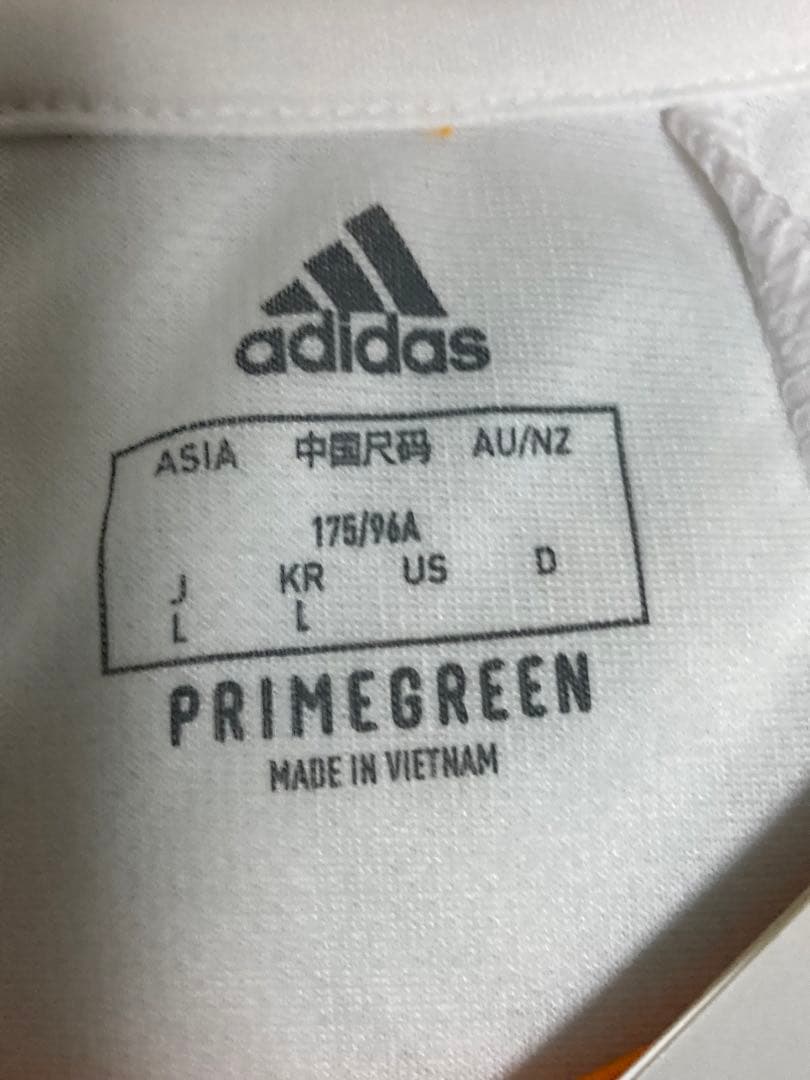 adidas
ASIA 中国尺码 AU/NZ
175/96A
J KR US D
L L
PRIMEGREEN
MADE IN VIETNAM